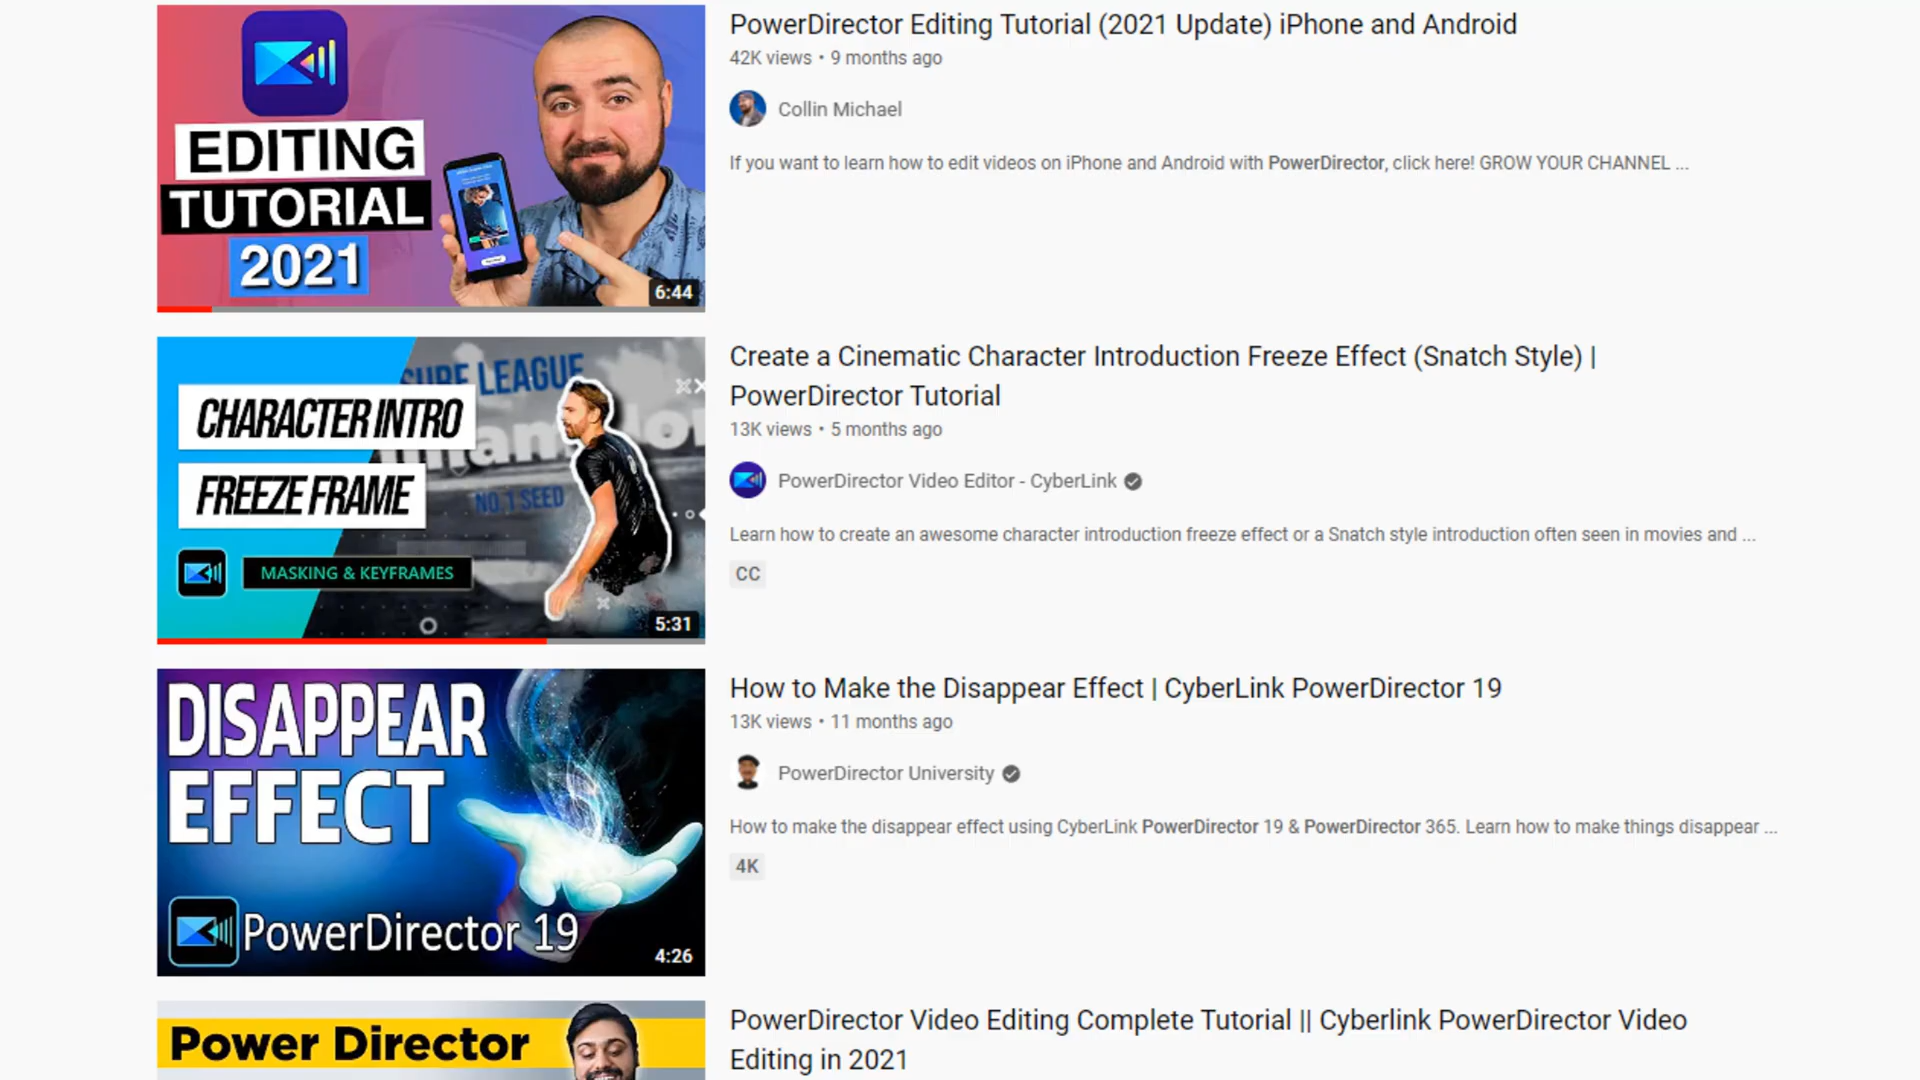 EDITING
TUTORIAL
2021
6:44
PowerDirector Editing Tutorial (2021 Update) iPhone and Android
42K views • 9 months ago
Collin Michael
If you want to learn how to edit videos on iPhone and Android with PowerDirector, click here! GROW YOUR CHANNEL ...
SURF LEAGUE
CHARACTER INTRO
FREEZE FRAME
NO.1 SEED
MASKING & KEYFRAMES
5:31
Create a Cinematic Character Introduction Freeze Effect (Snatch Style) |
PowerDirector Tutorial
13K views • 5 months ago
PowerDirector Video Editor - CyberLink
Learn how to create an awesome character introduction freeze effect or a Snatch style introduction often seen in movies and ...
CC
DISAPPEAR
EFFECT
PowerDirector 19
4:26
How to Make the Disappear Effect | CyberLink PowerDirector 19
13K views • 11 months ago
PowerDirector University
How to make the disappear effect using CyberLink PowerDirector 19 & PowerDirector 365. Learn how to make things disappear ...
4K
Power Director
PowerDirector Video Editing Complete Tutorial || Cyberlink PowerDirector Video
Editing in 2021